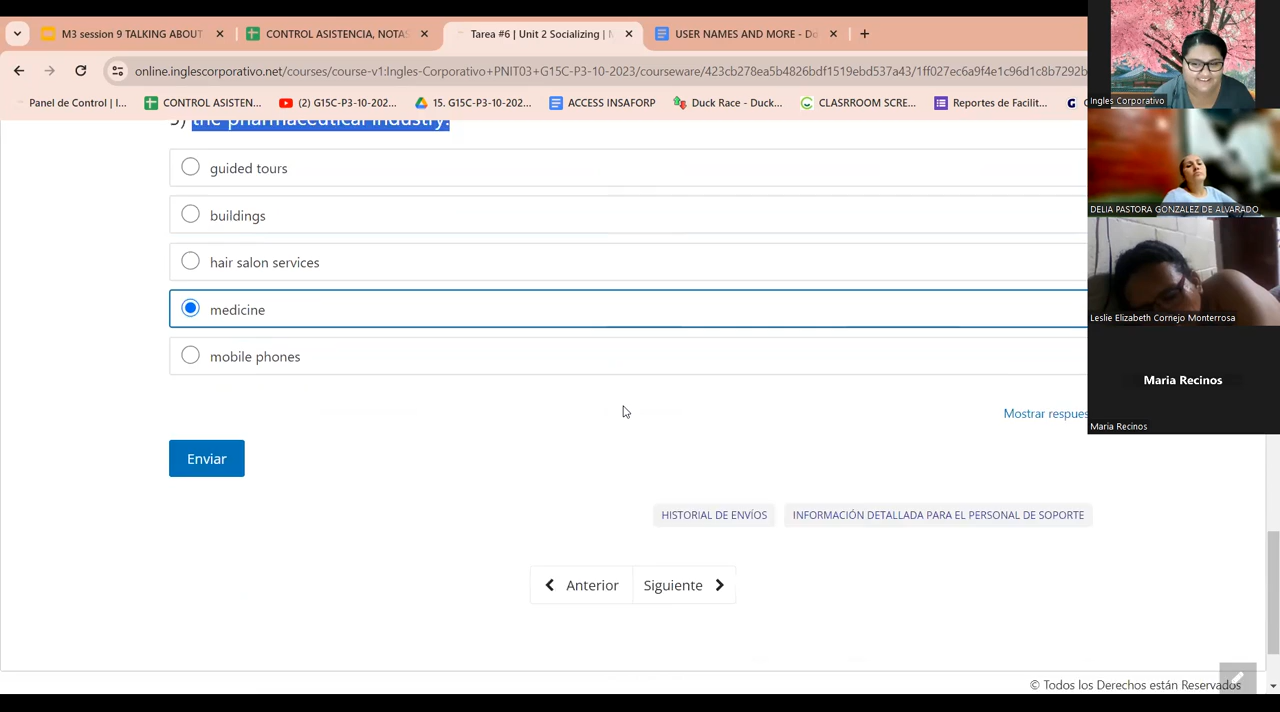 M3 session 9 TALKING ABOUT
CONTROL ASISTENCIA, NOTAS
Tarea #6 | Unit 2 Socializing |
USER NAMES AND MORE - Do
online.inglescorporativo.net/courses/course-v1:Ingles-Corporativo+PNIT03+G15C-P3-10-2023/courseware/423cb278ea5b4826bdf1519ebd537a43/1ff027ec6a9f4e1c96d1c8b7292b
Panel de Control | I...
CONTROL ASISTEN...
(2) G15C-P3-10-202...
15. G15C-P3-10-202...
ACCESS INSAFORP
Duck Race - Duck...
CLASRROOM SCRE...
Reportes de Facilit...
Ingles Corporativo
the pharmaceutical industry.
guided tours
buildings
hair salon services
medicine
mobile phones
DELIA PASTORA GONZALEZ DE ALVARADO
Leslie Elizabeth Cornejo Monterrosa
Maria Recinos
Maria Recinos
Mostrar respues
Enviar
HISTORIAL DE ENVÍOS
INFORMACIÓN DETALLADA PARA EL PERSONAL DE SOPORTE
Anterior
Siguiente
© Todos los Derechos están Reservados